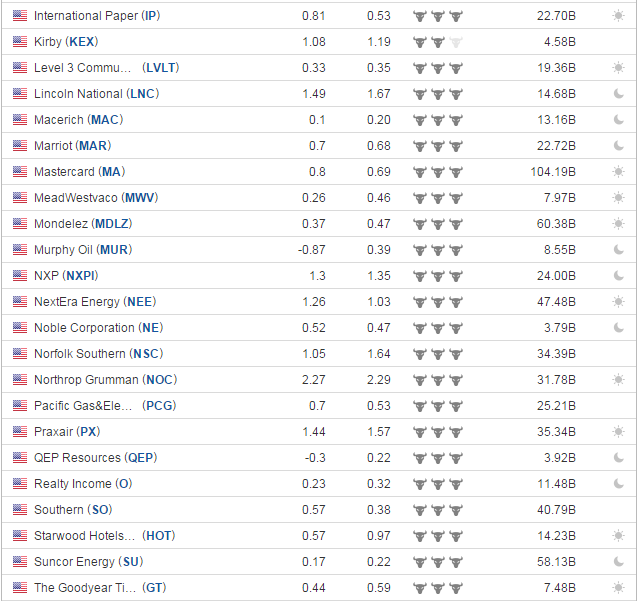 International Paper (IP) 0.81 0.53 22.70B
Kirby (KEX) 1.08 1.19 4.58B
Level 3 Commu... (LVLT) 0.33 0.35 19.36B
Lincoln National (LNC) 1.49 1.67 14.68B
Macerich (MAC) 0.1 0.20 13.16B
Marriot (MAR) 0.7 0.68 22.72B
Mastercard (MA) 0.8 0.69 104.19B
MeadWestvaco (MWV) 0.26 0.46 7.97B
Mondelez (MDLZ) 0.37 0.47 60.38B
Murphy Oil (MUR) -0.87 0.39 8.55B
NXP (NXPI) 1.3 1.35 24.00B
NextEra Energy (NEE) 1.26 1.03 47.48B
Noble Corporation (NE) 0.52 0.47 3.79B
Norfolk Southern (NSC) 1.05 1.64 34.39B
Northrop Grumman (NOC) 2.27 2.29 31.78B
Pacific Gas&Ele... (PCG) 0.7 0.53 25.21B
Praxair (PX) 1.44 1.57 35.34B
QEP Resources (QEP) -0.3 0.22 3.92B
Realty Income (O) 0.23 0.32 11.48B
Southern (SO) 0.57 0.38 40.79B
Starwood Hotels... (HOT) 0.57 0.97 14.23B
Suncor Energy (SU) 0.17 0.22 58.13B
The Goodyear Ti... (GT) 0.44 0.59 7.48B